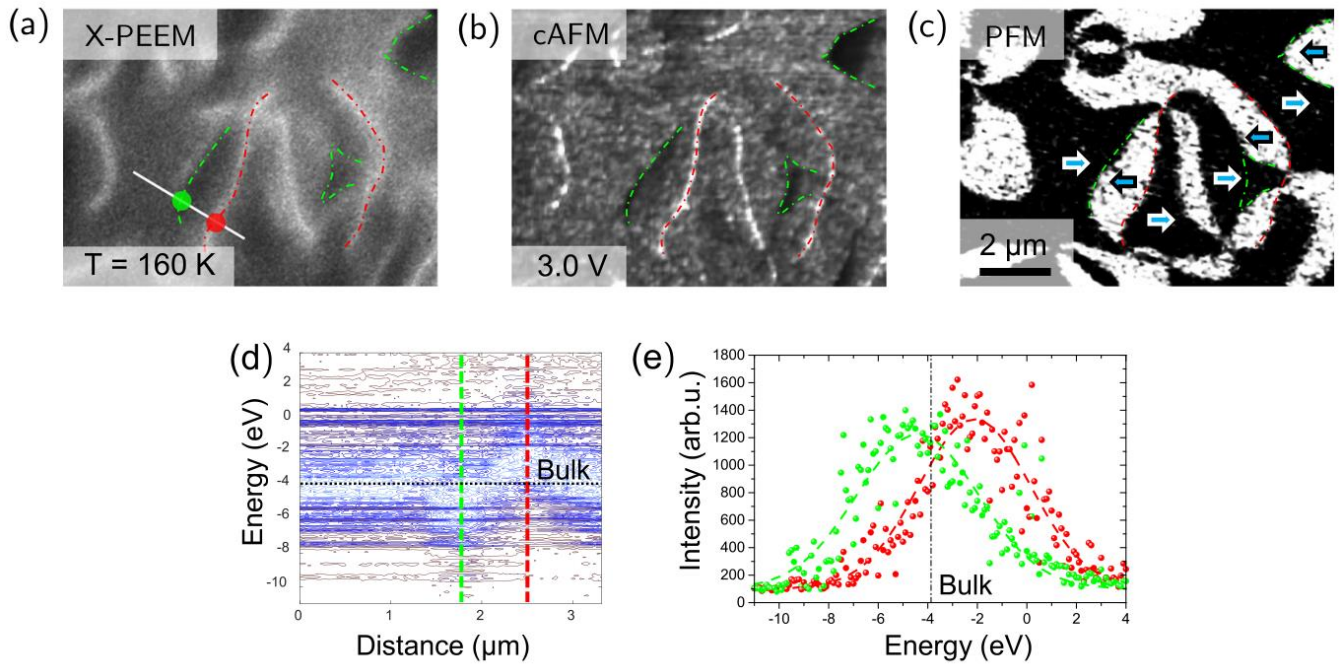 (a) X-PEEM
T = 160 K
(b) cAFM
3.0 V
(c) PFM
2 µm
(d)
Energy (eV)
4
2
0
-2
-4
-6
-8
-10
Bulk
0 1 2 3
Distance (µm)
(e)
Intensity (arb.u.)
1800
1600
1400
1200
1000
800
600
400
200
0
Bulk
-10 -8 -6 -4 -2 0 2 4
Energy (eV)